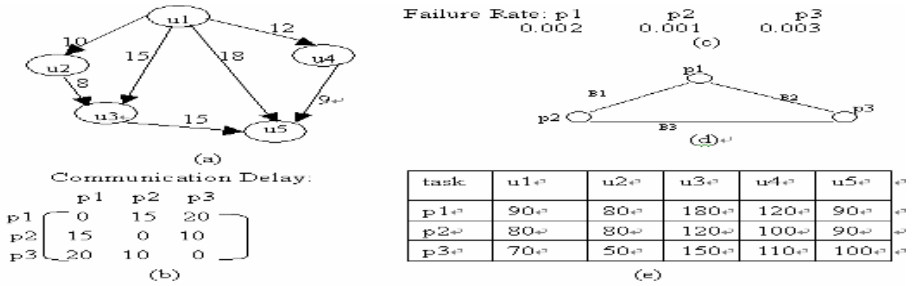 u1
10
12
15
18
u2
u4
8
9↵
u3↵
15
u5
(a)
Communication Delay:
p1 p2 p3
p1 0 15 20
p2 15 0 10
p3 20 10 0
(b)
Failure Rate: p1 p2 p3
0.002 0.001 0.003
(c)
p1
B1
B2
p2
p3
B3
(d)↵
task u1↵ u2↵ u3↵ u4↵ u5↵ ↵
p1↵ 90↵ 80↵ 180↵ 120↵ 90↵ ↵
p2↵ 80↵ 80↵ 120↵ 100↵ 90↵ ↵
p3↵ 70↵ 50↵ 150↵ 110↵ 100↵ ↵
(e)